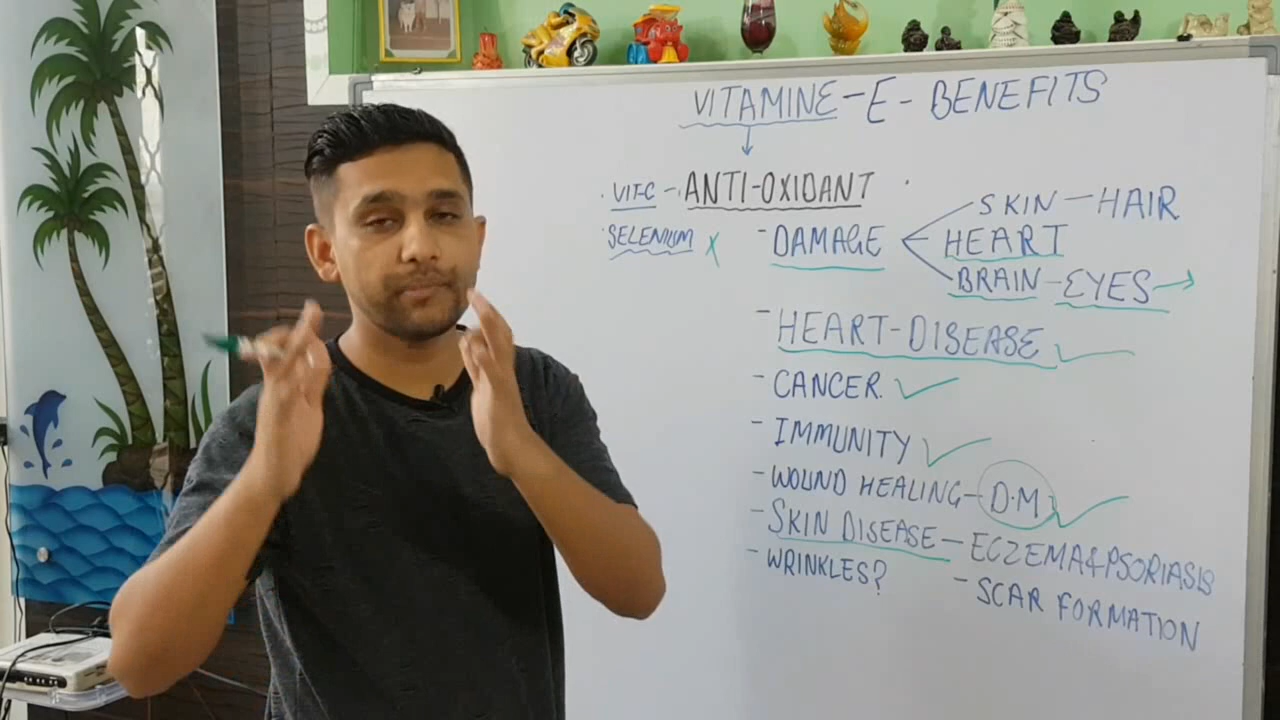 VITAMINE-E-BENEFITS
VIT-C - ANTI-OXIDANT
SELENIUM X
- DAMAGE
SKIN - HAIR
HEART
BRAIN - EYES
- HEART-DISEASE
- CANCER.
- IMMUNITY
- WOUND HEALING - D.M
- SKIN DISEASE - ECZEMA & PSORIASIS
- WRINKLES?
- SCAR FORMATION